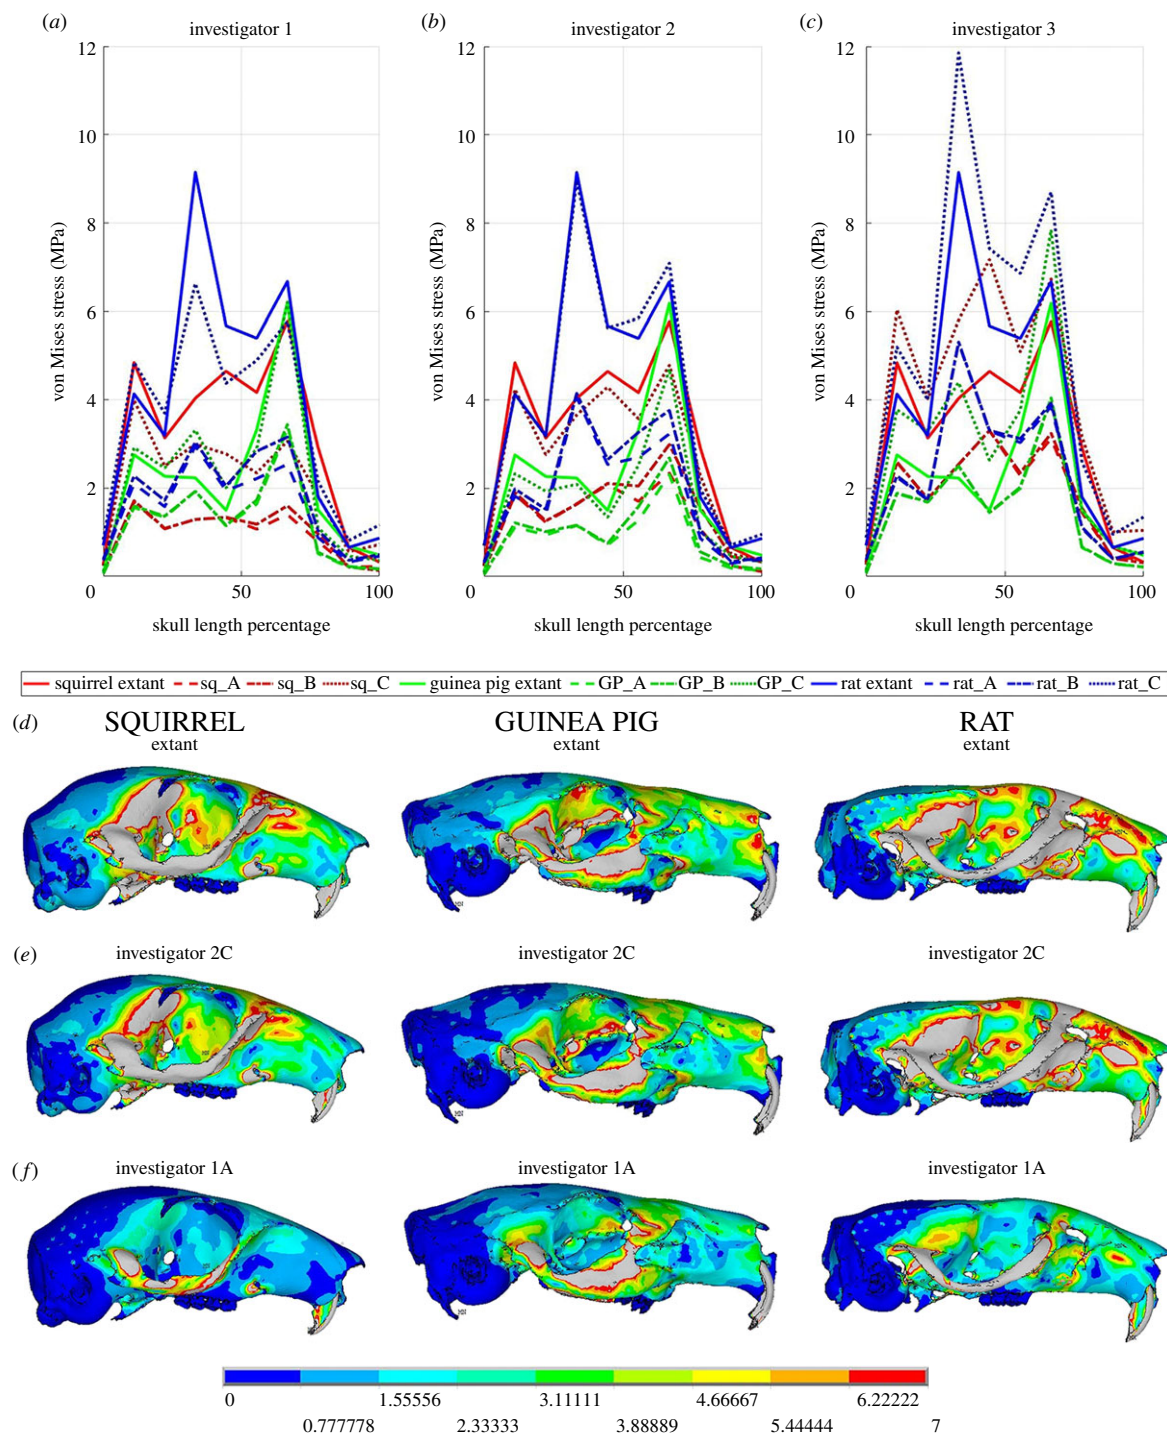 (a) investigator 1
(b) investigator 2
(c) investigator 3
von Mises stress (MPa)
12
10
8
6
4
2
0 50 100
skull length percentage
von Mises stress (MPa)
12
10
8
6
4
2
0 50 100
skull length percentage
von Mises stress (MPa)
12
10
8
6
4
2
0 50 100
skull length percentage
squirrel extant sq_A sq_B sq_C guinea pig extant GP_A GP_B GP_C rat extant rat_A rat_B rat_C
(d) SQUIRREL GUINEA PIG RAT
extant extant extant
(e) investigator 2C investigator 2C investigator 2C
(f) investigator 1A investigator 1A investigator 1A
0 1.55556 3.11111 4.66667 6.22222
0.777778 2.33333 3.88889 5.44444 7